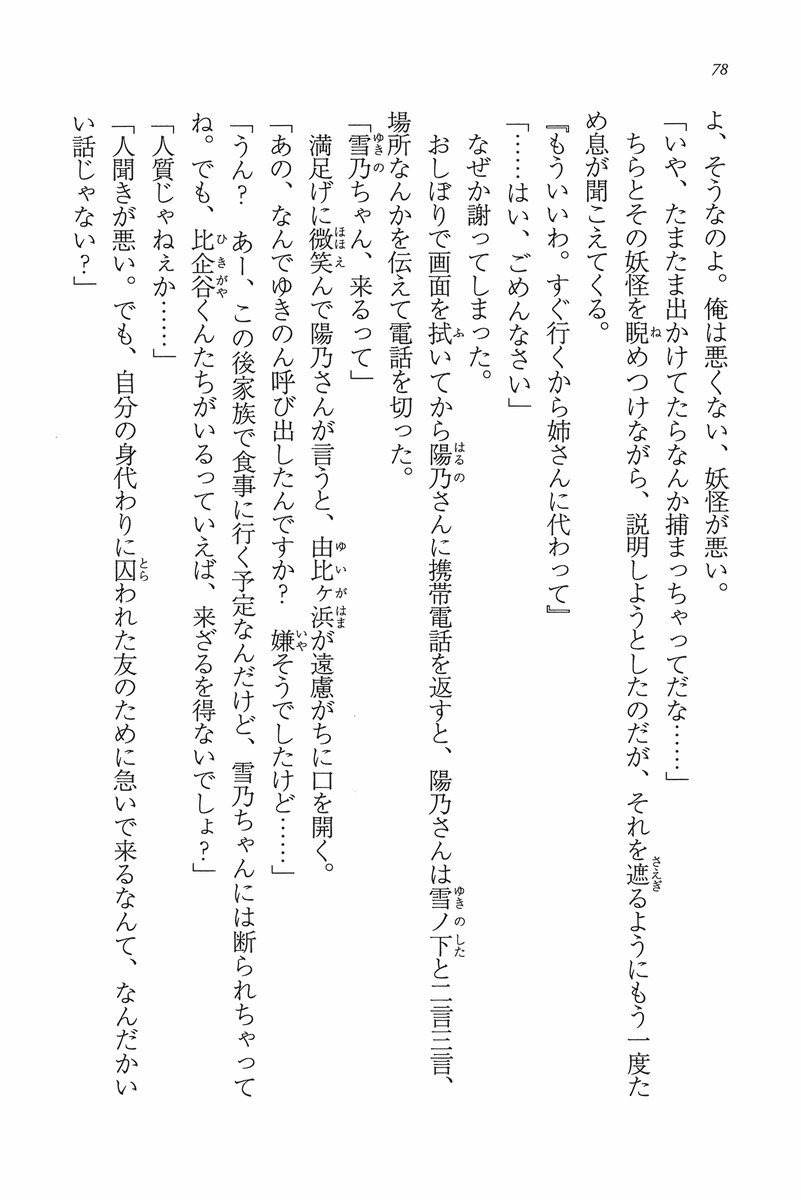 78
よ、そうなのよ。俺は悪くない、妖怪が悪い。
「いや、たまたま出かけてたらなんか捕まっちゃってだな……」
ちらとその妖怪を睨めつけながら、説明しようとしたのだが、それを遮るようにもう一度た
め息が聞こえてくる。
『もういいわ。すぐ行くから姉さんに代わって』
「……はい、ごめんなさい」
なぜか謝ってしまった。
おしぼりで画面を拭いてから陽乃さんに携帯電話を返すと、陽乃さんは雪ノ下と二言三言、
場所なんかを伝えて電話を切った。
「雪乃ちゃん、来るって」
満足げに微笑んで陽乃さんが言うと、由比ヶ浜が遠慮がちに口を開く。
「あの、なんでゆきのん呼び出したんですか？　嫌そうでしたけど……」
「うん？　あー、この後家族で食事に行く予定なんだけど、雪乃ちゃんには断られちゃって
ね。でも、比企谷くんたちがいるっていえば、来ざるを得ないでしょ？」
「人質じゃねぇか……」
「人聞きが悪い。でも、自分の身代わりに囚われた友のために急いで来るなんて、なんだかい
い話じゃない？」